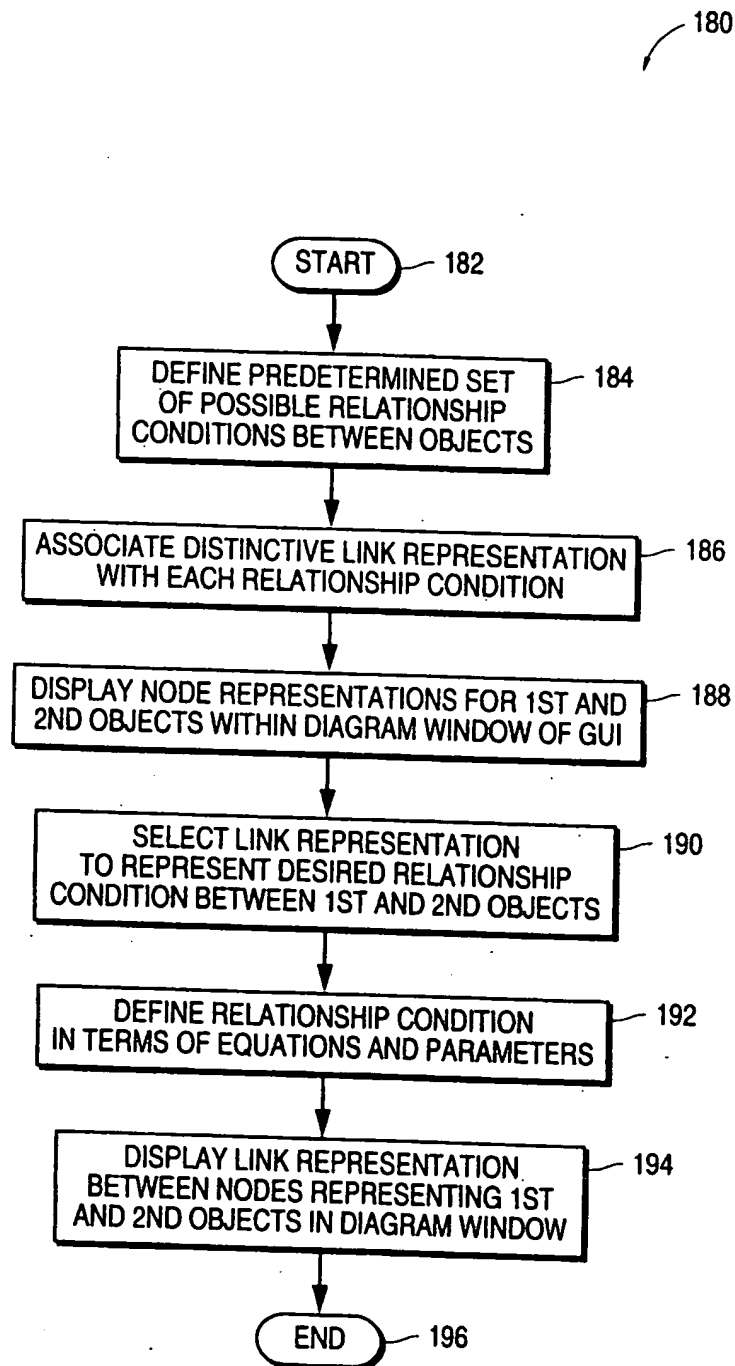 180
START
182
DEFINE PREDETERMINED SET
OF POSSIBLE RELATIONSHIP
CONDITIONS BETWEEN OBJECTS
184
ASSOCIATE DISTINCTIVE LINK REPRESENTATION
WITH EACH RELATIONSHIP CONDITION
186
DISPLAY NODE REPRESENTATIONS FOR 1ST AND
2ND OBJECTS WITHIN DIAGRAM WINDOW OF GUI
188
SELECT LINK REPRESENTATION
TO REPRESENT DESIRED RELATIONSHIP
CONDITION BETWEEN 1ST AND 2ND OBJECTS
190
DEFINE RELATIONSHIP CONDITION
IN TERMS OF EQUATIONS AND PARAMETERS
192
DISPLAY LINK REPRESENTATION
BETWEEN NODES REPRESENTING 1ST
AND 2ND OBJECTS IN DIAGRAM WINDOW
194
END
196